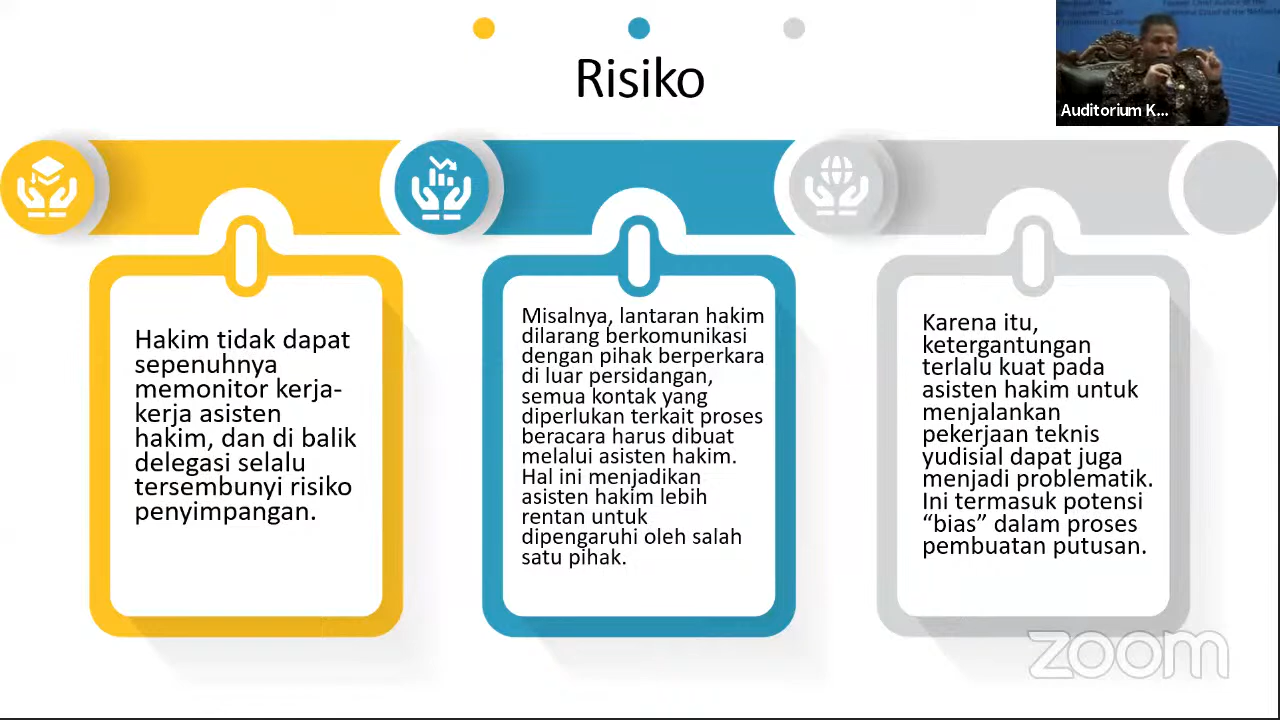 Risiko
Auditorium K...
Hakim tidak dapat
sepenuhnya
memonitor kerja-
kerja asisten
hakim, dan di balik
delegasi selalu
tersembunyi risiko
penyimpangan.
Misalnya, lantaran hakim
dilarang berkomunikasi
dengan pihak berperkara
di luar persidangan,
semua kontak yang
diperlukan terkait proses
beracara harus dibuat
melalui asisten hakim.
Hal ini menjadikan
asisten hakim lebih
rentan untuk
dipengaruhi oleh salah
satu pihak.
Karena itu,
ketergantungan
terlalu kuat pada
asisten hakim untuk
menjalankan
pekerjaan teknis
yudisial dapat juga
menjadi problematik.
Ini termasuk potensi
“bias” dalam proses
pembuatan putusan.
zoom